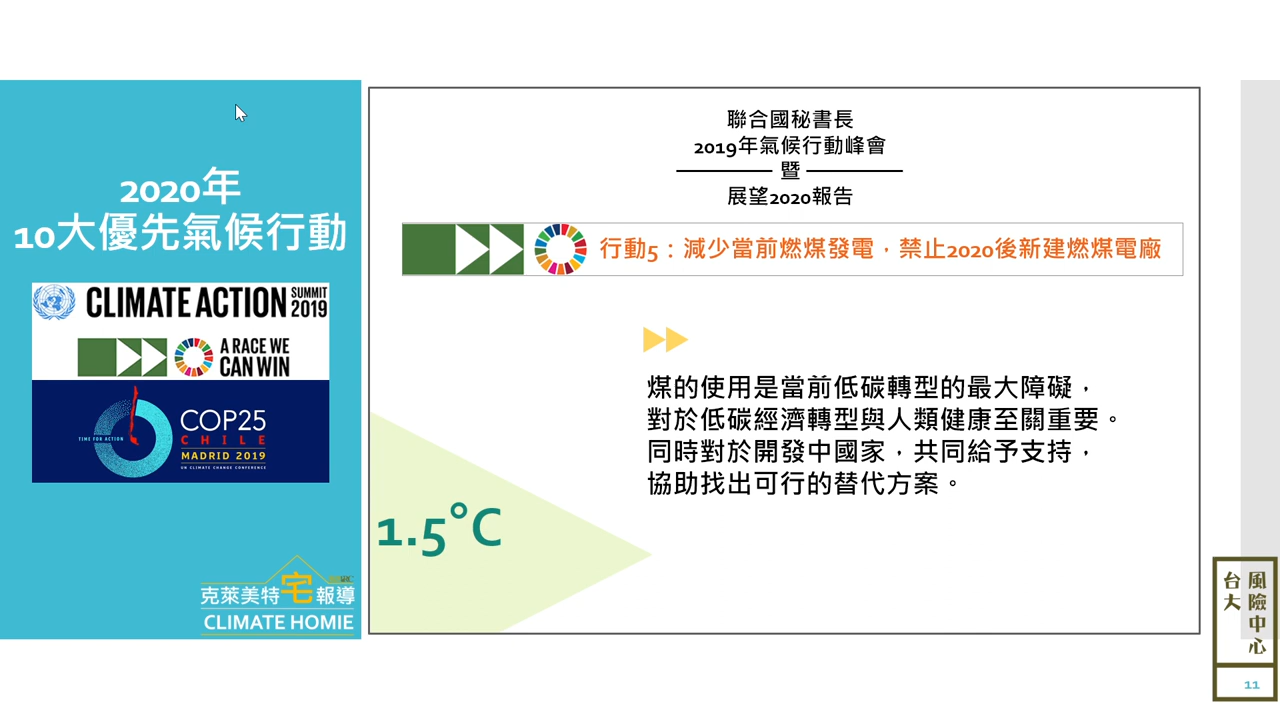 2020年
10大優先氣候行動
CLIMATE ACTION SUMMIT 2019
A RACE WE
CAN WIN
TIME FOR ACTION
COP25
CHILE
MADRID 2019
UN CLIMATE CHANGE CONFERENCE
克萊美特宅報導
CLIMATE HOMIE
聯合國秘書長
2019年氣候行動峰會
暨
展望2020報告
行動5：減少當前燃煤發電，禁止2020後新建燃煤電廠
煤的使用是當前低碳轉型的最大障礙，
對於低碳經濟轉型與人類健康至關重要。
同時對於開發中國家，共同給予支持，
協助找出可行的替代方案。
1.5°C
台大
風險中心
11